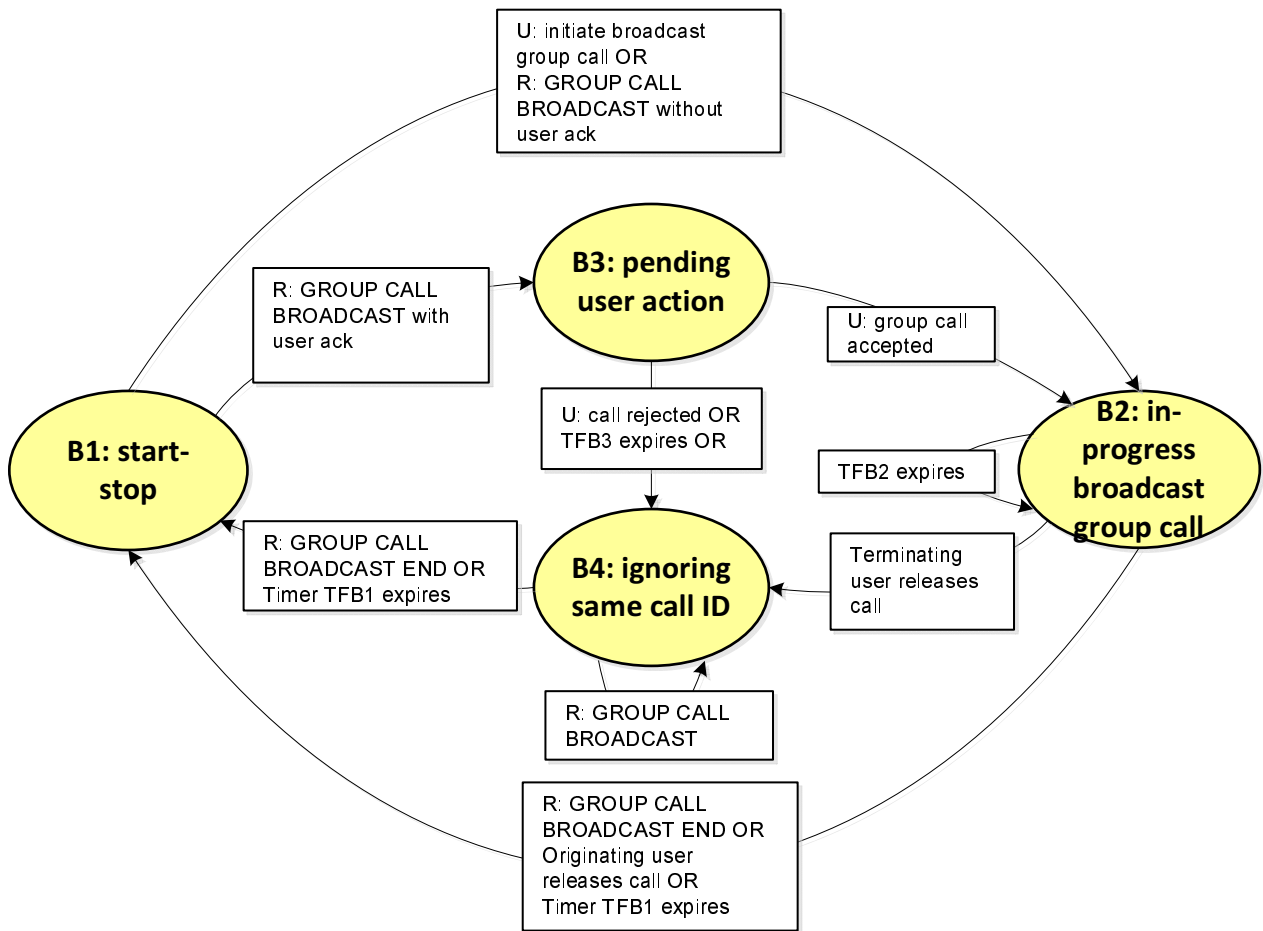 U: initiate broadcast
group call OR
R: GROUP CALL
BROADCAST without
user ack
B3: pending
user action
R: GROUP CALL
BROADCAST with
user ack
U: group call
accepted
U: call rejected OR
TFB3 expires OR
B1: start-
stop
B2: in-
progress
broadcast
group call
TFB2 expires
R: GROUP CALL
BROADCAST END OR
Timer TFB1 expires
B4: ignoring
same call ID
Terminating
user releases
call
R: GROUP CALL
BROADCAST
R: GROUP CALL
BROADCAST END OR
Originating user
releases call OR
Timer TFB1 expires